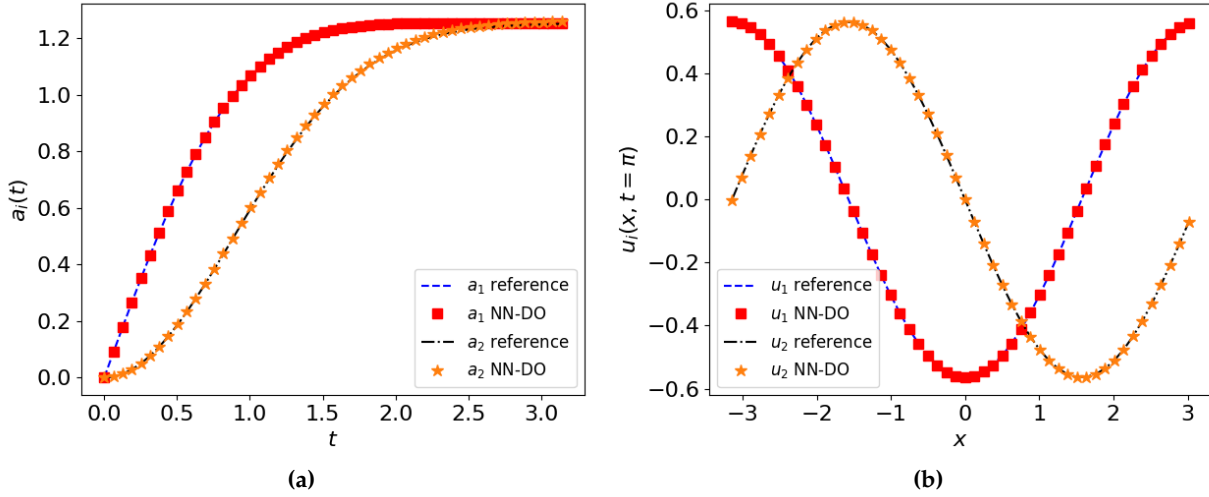 1.2
1.0
0.8
0.6
0.4
0.2
0.0
a_i(t)
0.0 0.5 1.0 1.5 2.0 2.5 3.0
t
a_1 reference
a_1 NN-DO
a_2 reference
a_2 NN-DO
(a)
0.6
0.4
0.2
0.0
−0.2
−0.4
−0.6
u_i(x, t = π)
−3 −2 −1 0 1 2 3
x
u_1 reference
u_1 NN-DO
u_2 reference
u_2 NN-DO
(b)